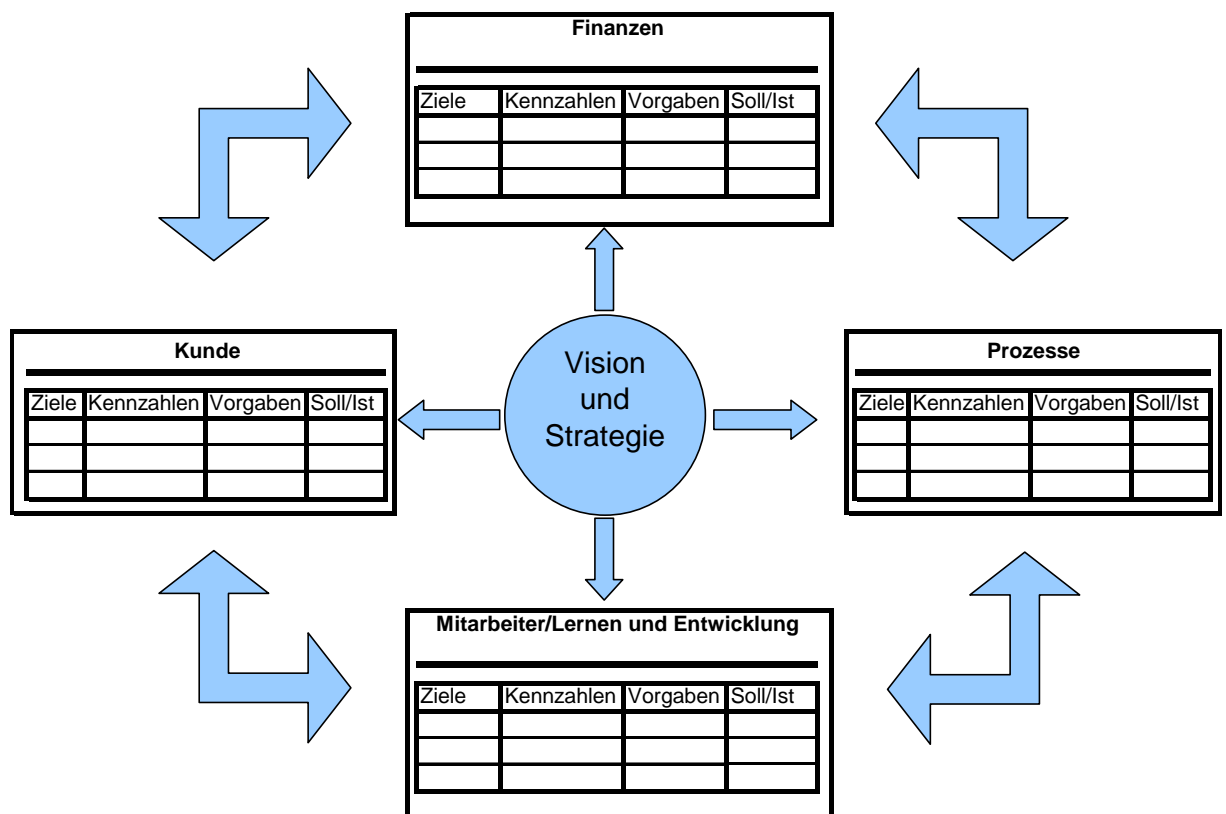 Finanzen
Ziele Kennzahlen Vorgaben Soll/Ist
Kunde
Ziele Kennzahlen Vorgaben Soll/Ist
Vision
und
Strategie
Prozesse
Ziele Kennzahlen Vorgaben Soll/Ist
Mitarbeiter/Lernen und Entwicklung
Ziele Kennzahlen Vorgaben Soll/Ist